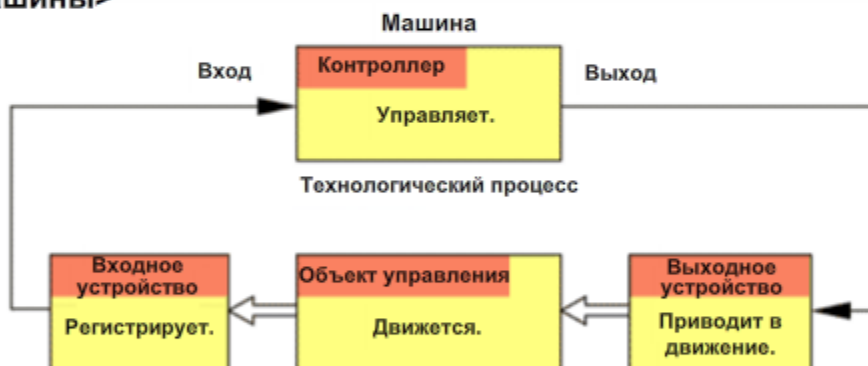 Машина
Вход
Контроллер
Выход
Управляет.
Технологический процесс
Входное
устройство
Регистрирует.
Объект управления
Движется.
Выходное
устройство
Приводит в
движение.